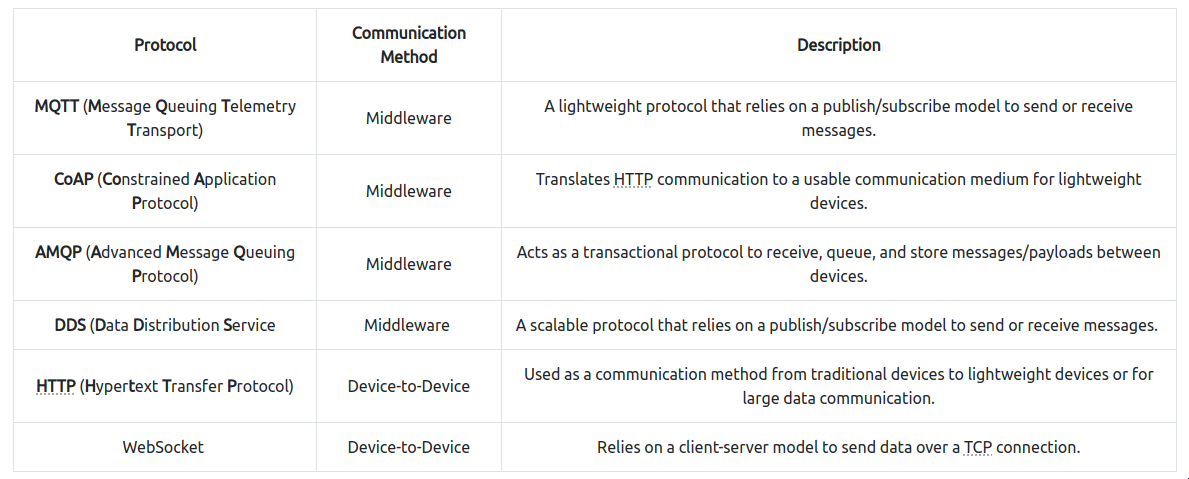 Protocol
Communication
Method
Description
MQTT (Message Queuing Telemetry
Transport)
Middleware
A lightweight protocol that relies on a publish/subscribe model to send or receive
messages.
CoAP (Constrained Application
Protocol)
Middleware
Translates HTTP communication to a usable communication medium for lightweight
devices.
AMQP (Advanced Message Queuing
Protocol)
Middleware
Acts as a transactional protocol to receive, queue, and store messages/payloads between
devices.
DDS (Data Distribution Service
Middleware
A scalable protocol that relies on a publish/subscribe model to send or receive messages.
HTTP (Hypertext Transfer Protocol)
Device-to-Device
Used as a communication method from traditional devices to lightweight devices or for
large data communication.
WebSocket
Device-to-Device
Relies on a client-server model to send data over a TCP connection.